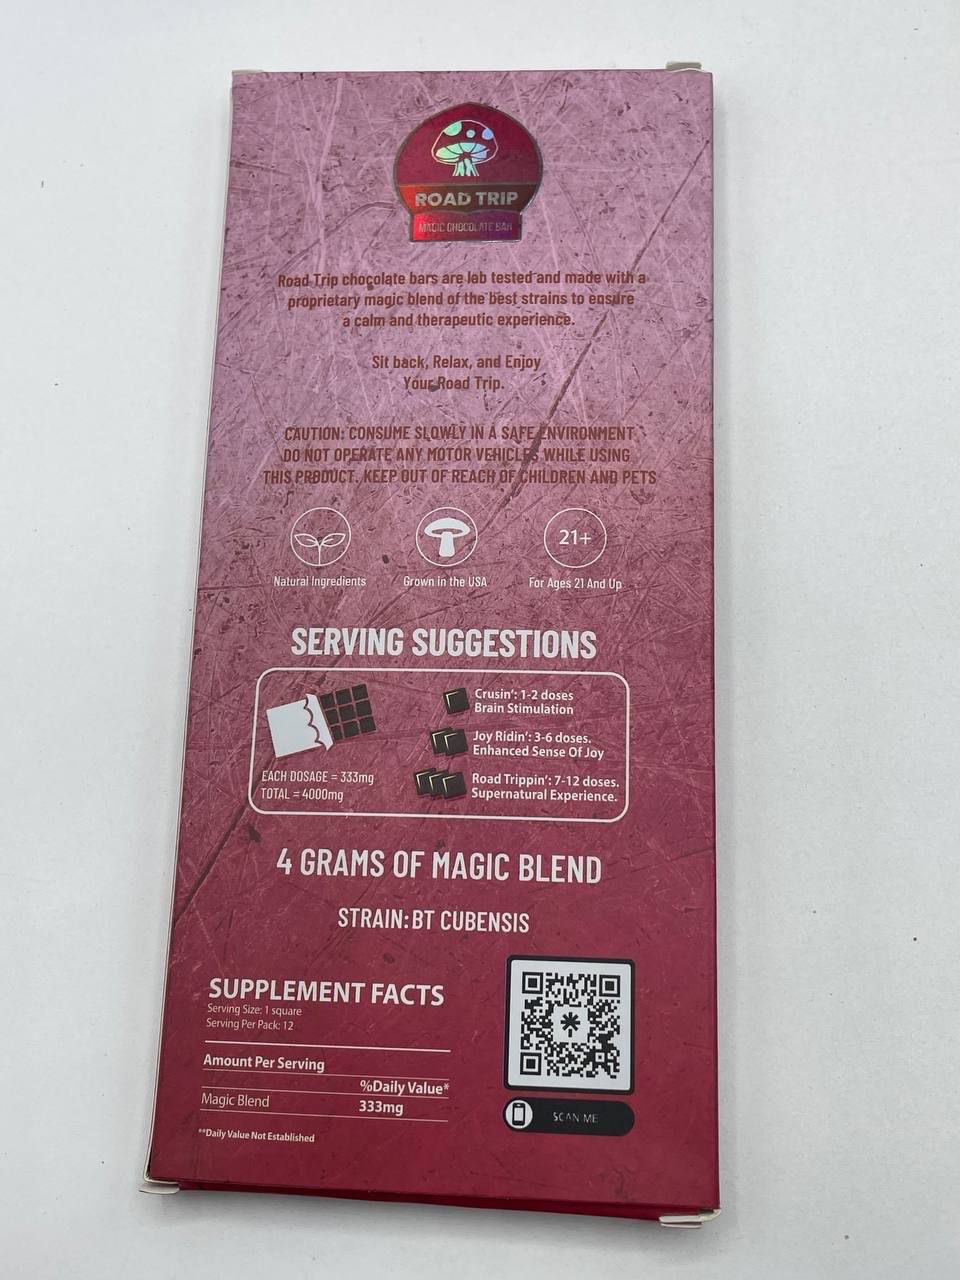 ROAD TRIP
MAGIC CHOCOLATE BAR
Road Trip chocolate bars are lab tested and made with a
proprietary magic blend of the best strains to ensure
a calm and therapeutic experience.
Sit back, Relax, and Enjoy
Your Road Trip.
CAUTION: CONSUME SLOWLY IN A SAFE ENVIRONMENT
DO NOT OPERATE ANY MOTOR VEHICLES WHILE USING
THIS PRODUCT. KEEP OUT OF REACH OF CHILDREN AND PETS
21+
Natural Ingredients
Grown in the USA
For Ages 21 And Up
SERVING SUGGESTIONS
Crusin': 1-2 doses
Brain Stimulation
Joy Ridin': 3-6 doses.
Enhanced Sense Of Joy
Road Trippin': 7-12 doses.
Supernatural Experience.
EACH DOSAGE = 333mg
TOTAL = 4000mg
4 GRAMS OF MAGIC BLEND
STRAIN: BT CUBENSIS
SUPPLEMENT FACTS
Serving Size: 1 square
Serving Per Pack: 12
Amount Per Serving
%Daily Value*
Magic Blend 333mg
**Daily Value Not Established
SCAN ME